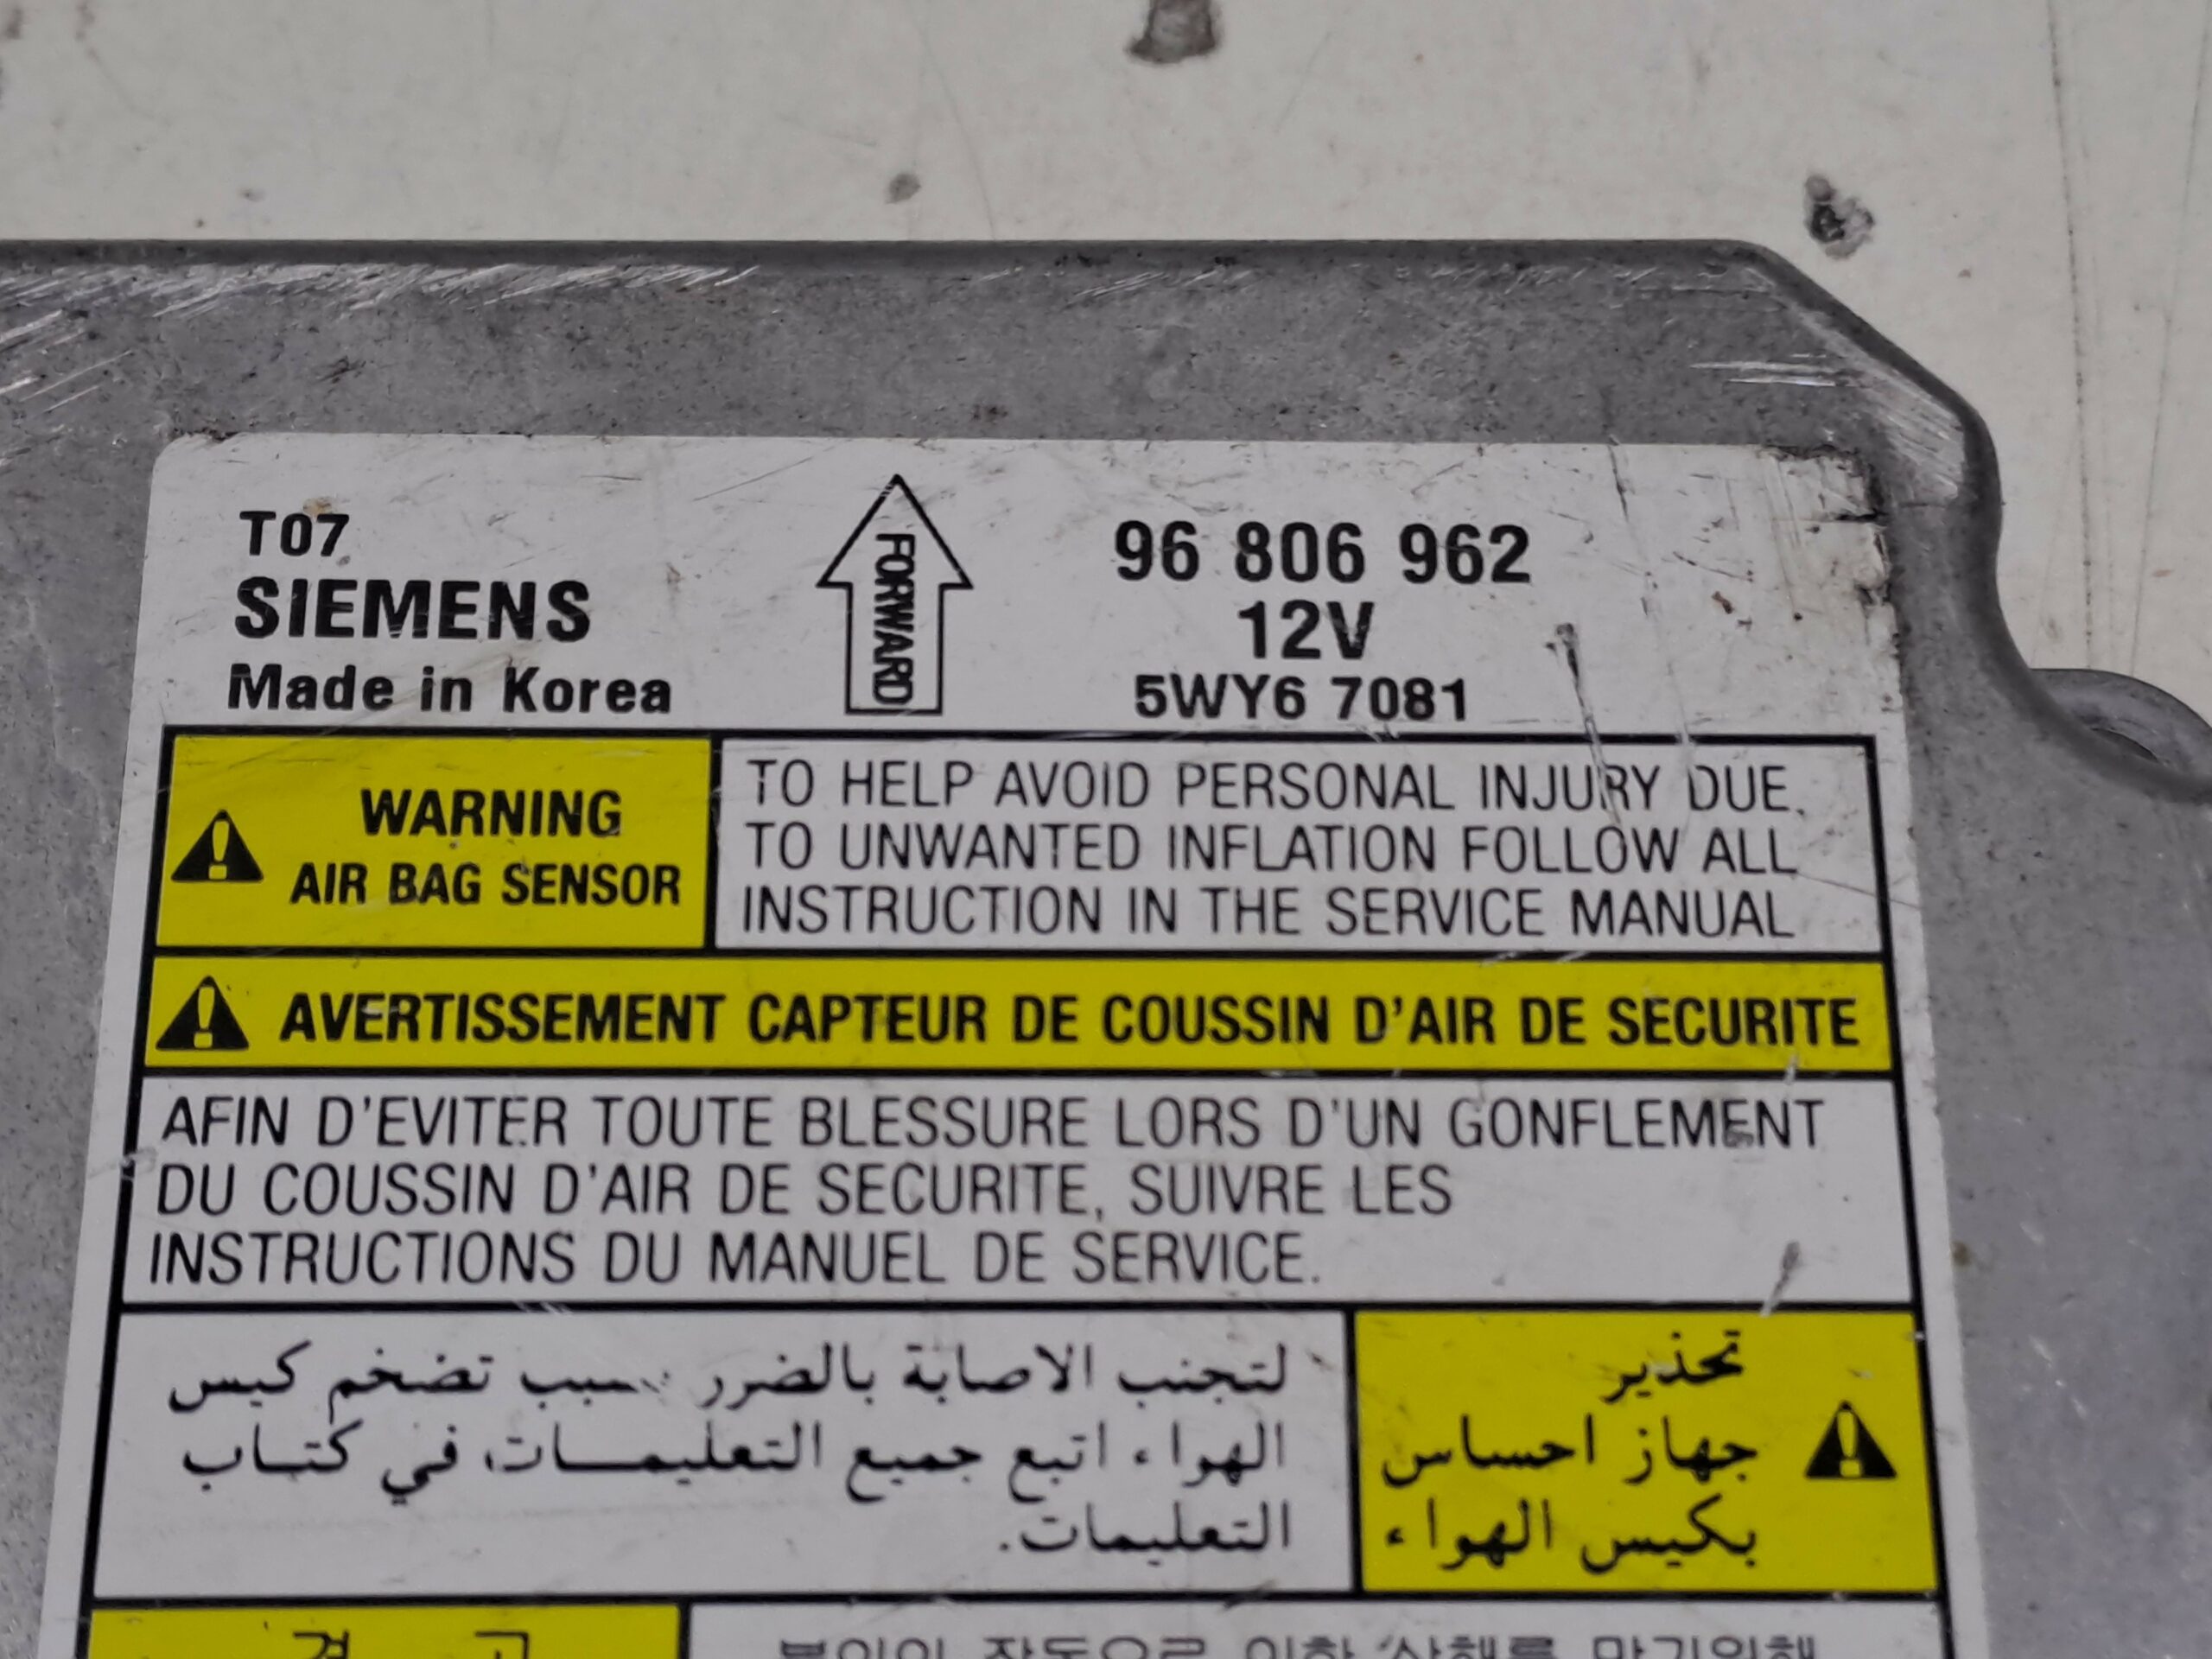 T07
SIEMENS
Made in Korea
FORWARD
96 806 962
12V
5WY6 7081
WARNING
AIR BAG SENSOR
TO HELP AVOID PERSONAL INJURY DUE.
TO UNWANTED INFLATION FOLLOW ALL
INSTRUCTION IN THE SERVICE MANUAL
AVERTISSEMENT CAPTEUR DE COUSSIN D'AIR DE SECURITE
AFIN D'EVITER TOUTE BLESSURE LORS D'UN GONFLEMENT
DU COUSSIN D'AIR DE SECURITE, SUIVRE LES
INSTRUCTIONS DU MANUEL DE SERVICE.
تحذير
جهاز احساس
بكيس الهواء
لتجنب الاصابة بالضرر بسبب تضخم كيس
الهواء اتبع جميع التعليمات في كتاب
التعليمات.
경 고